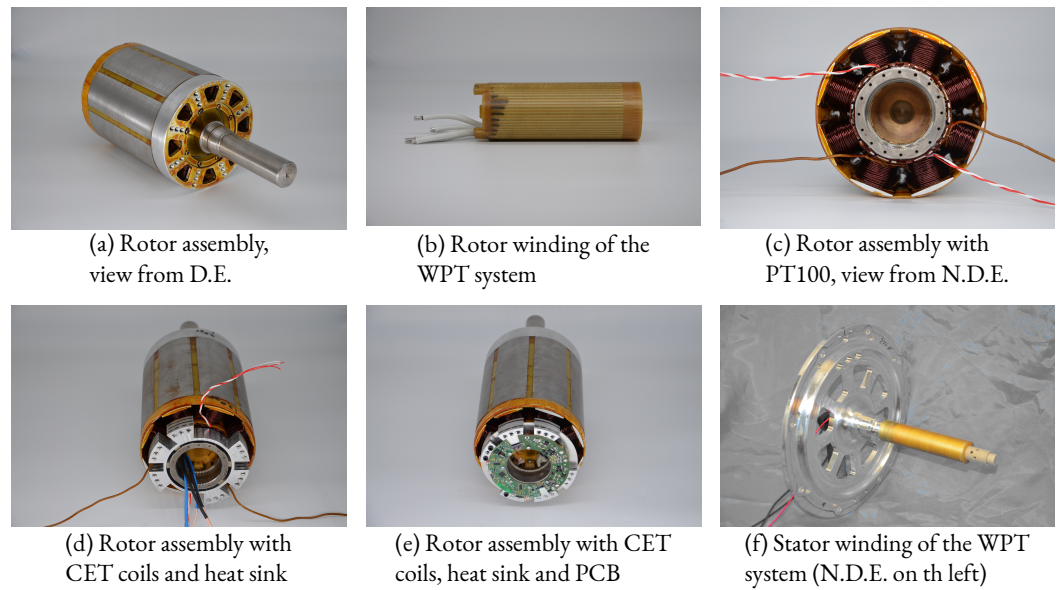 (a) Rotor assembly,
view from D.E.
(b) Rotor winding of the
WPT system
(c) Rotor assembly with
PT100, view from N.D.E.
(d) Rotor assembly with
CET coils and heat sink
(e) Rotor assembly with CET
coils, heat sink and PCB
(f) Stator winding of the WPT
system (N.D.E. on th left)